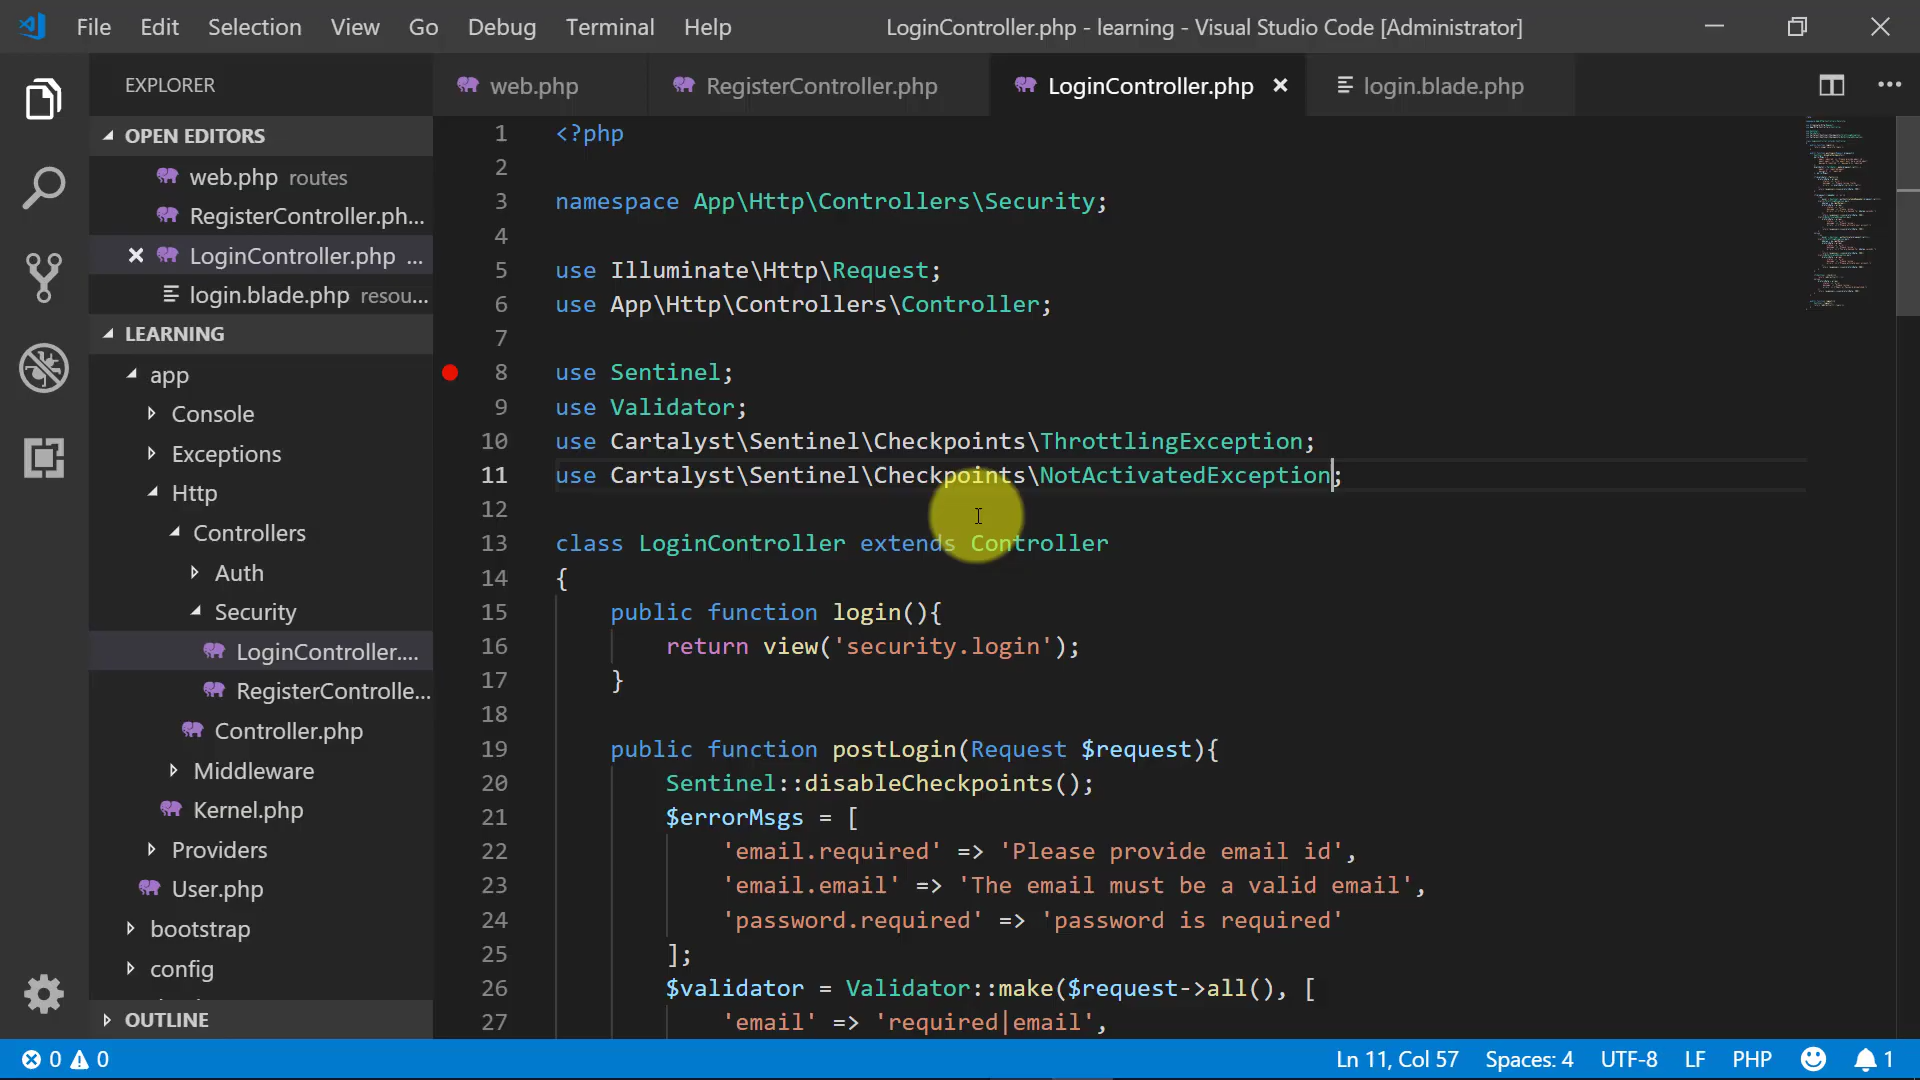 File Edit Selection View Go Debug Terminal Help LoginController.php - learning - Visual Studio Code [Administrator]
EXPLORER
OPEN EDITORS
web.php routes
RegisterController.ph...
LoginController.php ...
login.blade.php resou...
LEARNING
app
Console
Exceptions
Http
Controllers
Auth
Security
LoginController....
RegisterControlle...
Controller.php
Middleware
Kernel.php
Providers
User.php
bootstrap
config
OUTLINE
web.php RegisterController.php LoginController.php login.blade.php
1 <?php
2
3 namespace App\Http\Controllers\Security;
4
5 use Illuminate\Http\Request;
6 use App\Http\Controllers\Controller;
7
8 use Sentinel;
9 use Validator;
10 use Cartalyst\Sentinel\Checkpoints\ThrottlingException;
11 use Cartalyst\Sentinel\Checkpoints\NotActivatedException;
12
13 class LoginController extends Controller
14 {
15 public function login(){
16 return view('security.login');
17 }
18
19 public function postLogin(Request $request){
20 Sentinel::disableCheckpoints();
21 $errorMsgs = [
22 'email.required' => 'Please provide email id',
23 'email.email' => 'The email must be a valid email',
24 'password.required' => 'password is required'
25 ];
26 $validator = Validator::make($request->all(), [
27 'email' => 'required|email',
0 0 Ln 11, Col 57 Spaces: 4 UTF-8 LF PHP 1